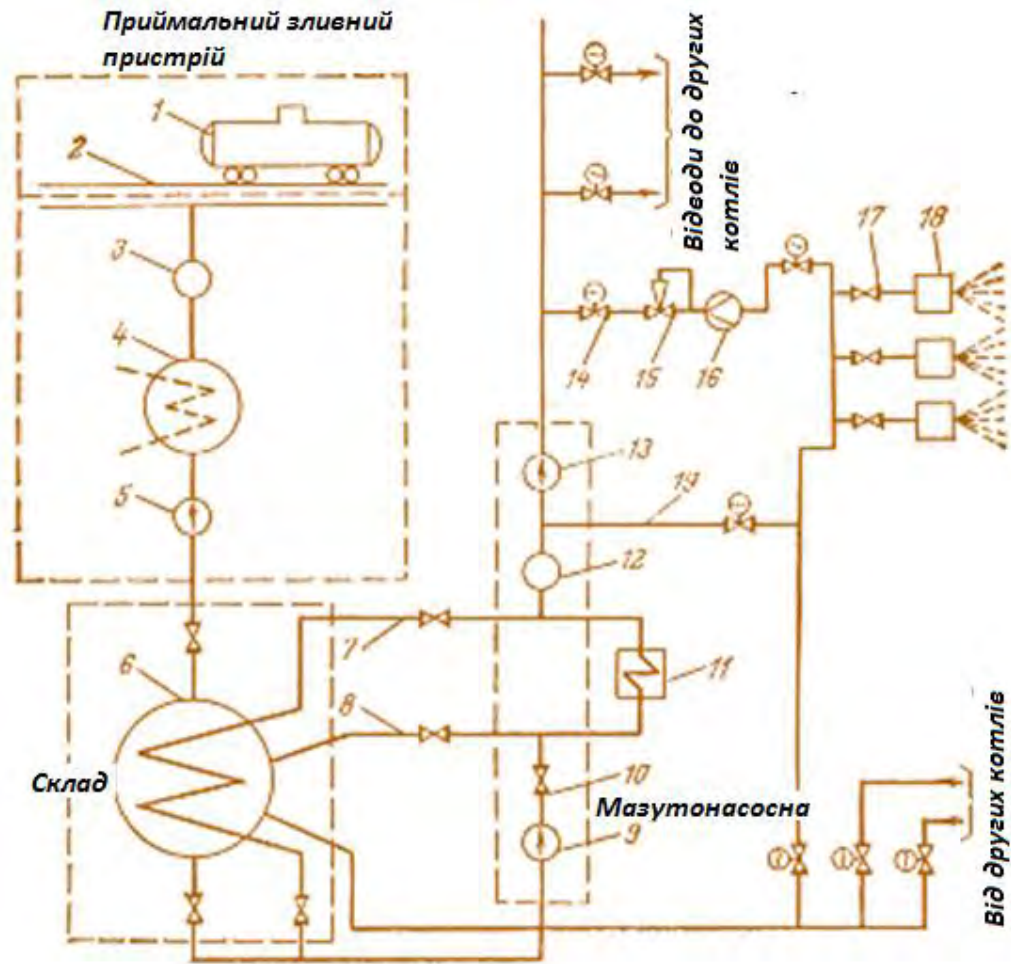 Приймальний зливний
пристрій
1
2
3
4
5
6
7
8
9
10
11
12
13
14
15
16
17
18
19
Відводи до других
котлів
Склад
Мазутонасосна
Від других котлів